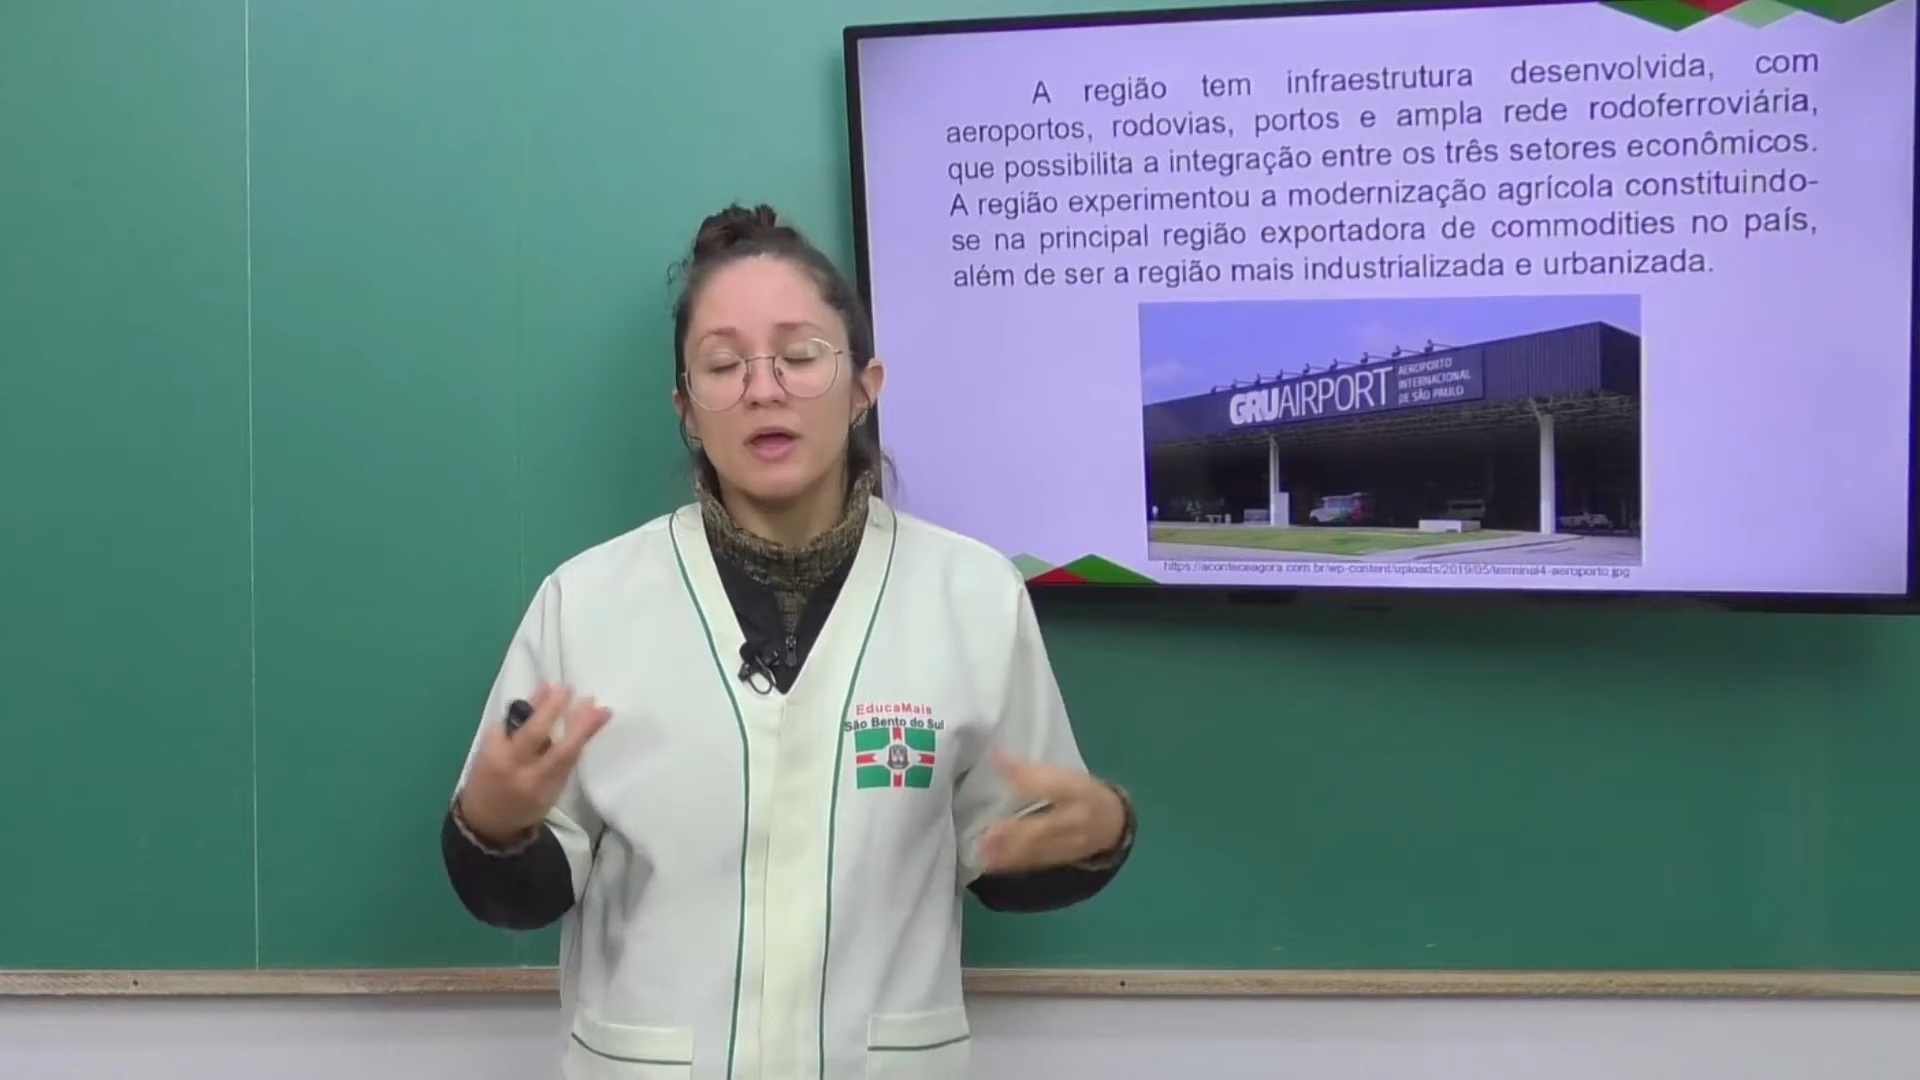 A região tem infraestrutura desenvolvida, com
aeroportos, rodovias, portos e ampla rede rodoferroviária,
que possibilita a integração entre os três setores econômicos.
A região experimentou a modernização agrícola constituindo-
se na principal região exportadora de commodities no país,
além de ser a região mais industrializada e urbanizada.
GRUAIRPORT
AEROPORTO
INTERNACIONAL
DE SÃO PAULO
https://aconteceagora.com.br/wp-content/uploads/2019/05/terminal4-aeroporto.jpg
EducaMais
São Bento do Sul